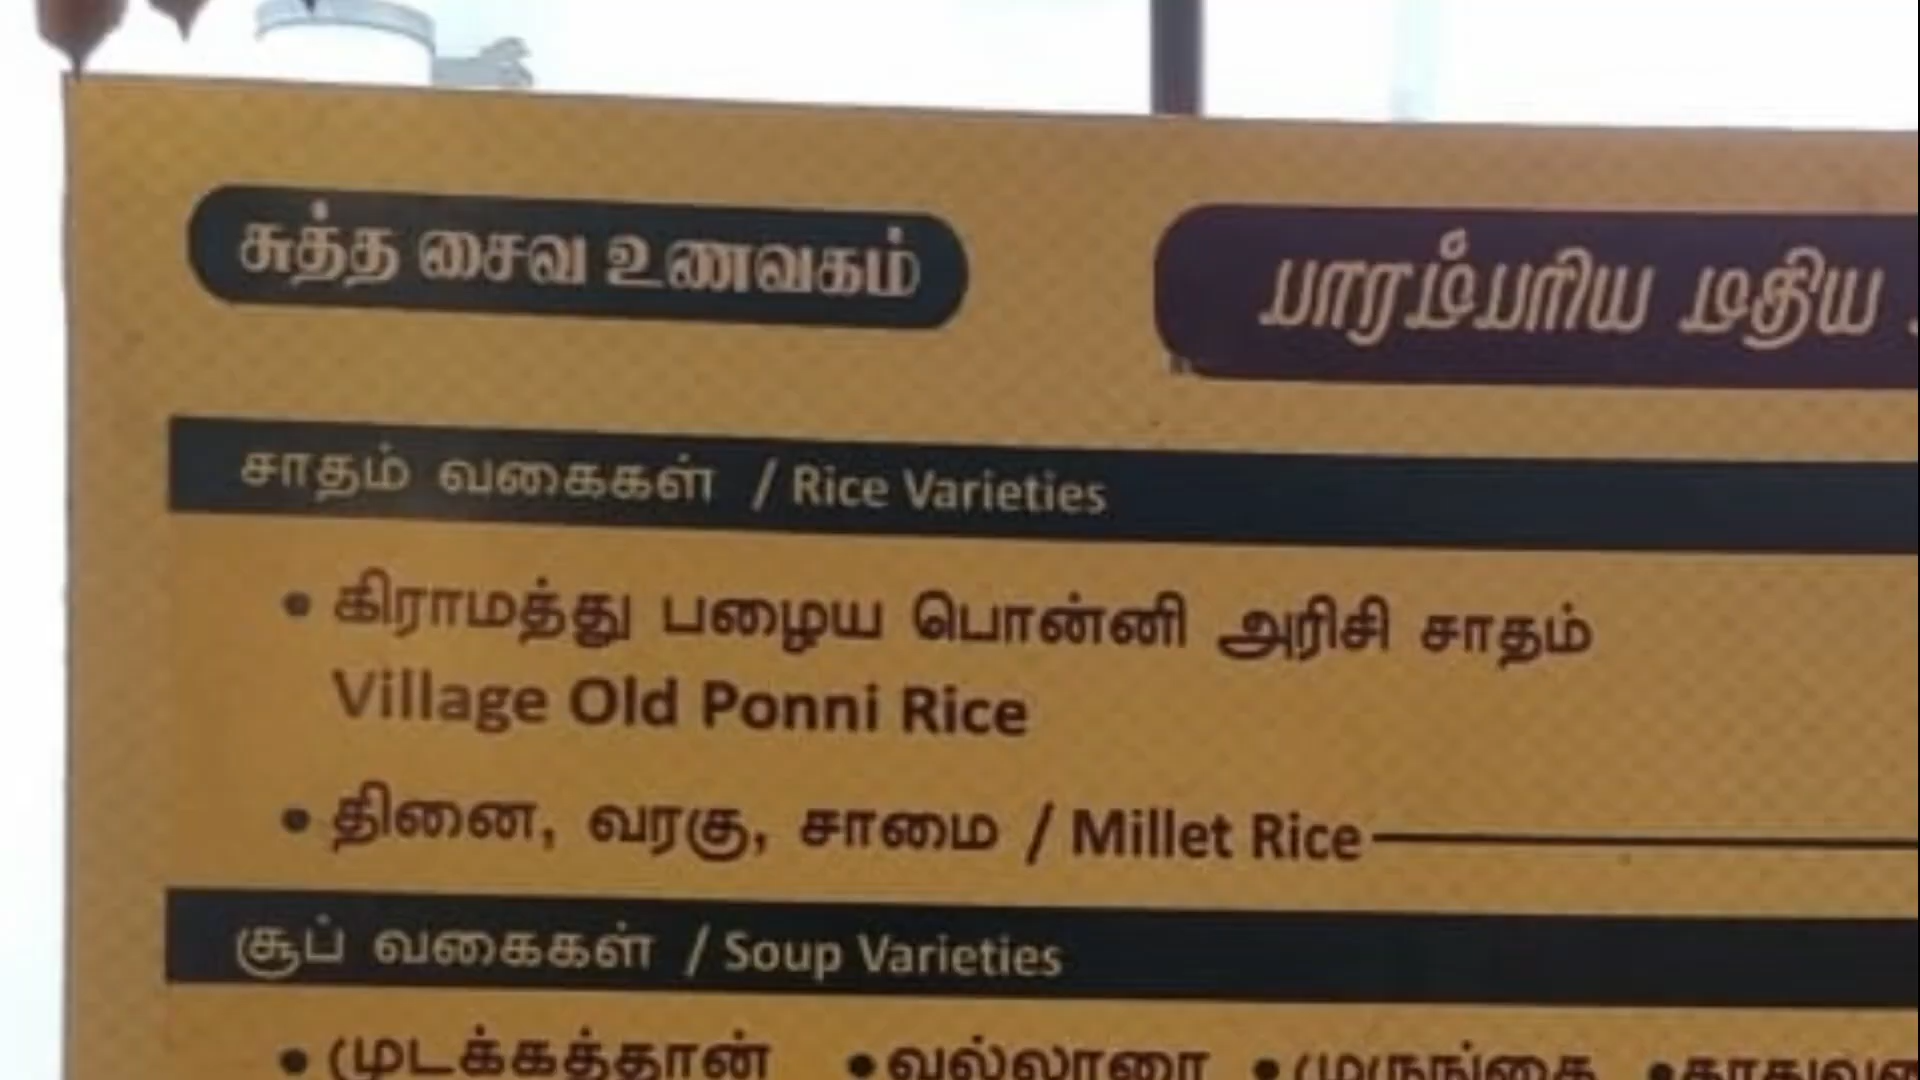 சுத்த சைவ உணவகம்
பாரம்பரிய மதிய
சாதம் வகைகள் / Rice Varieties
• கிராமத்து பழைய பொன்னி அரிசி சாதம்
Village Old Ponni Rice
• தினை, வரகு, சாமை / Millet Rice
சூப் வகைகள் / Soup Varieties
• முடக்கத்தான் • வல்லாரை • முருங்கை